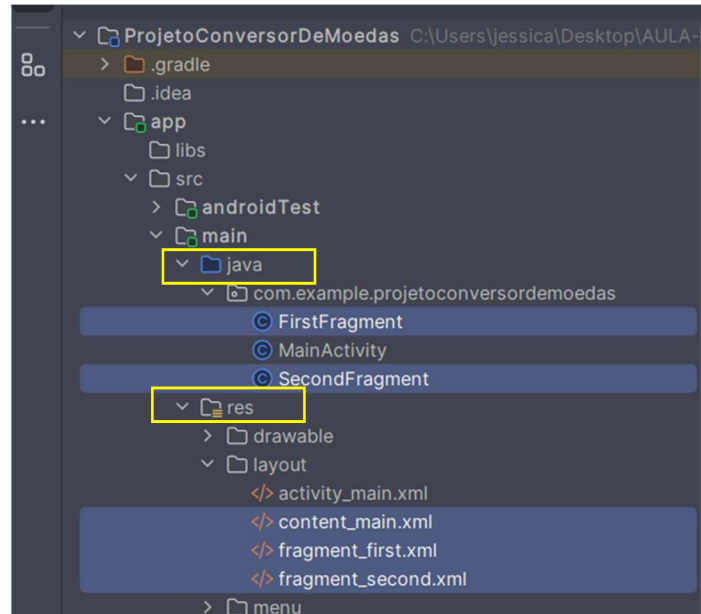 ProjetoConversorDeMoedas C:\Users\jessica\Desktop\AULA-
.gradle
.idea
app
libs
src
androidTest
main
java
com.example.projetoconversordemoedas
FirstFragment
MainActivity
SecondFragment
res
drawable
layout
activity_main.xml
content_main.xml
fragment_first.xml
fragment_second.xml
menu